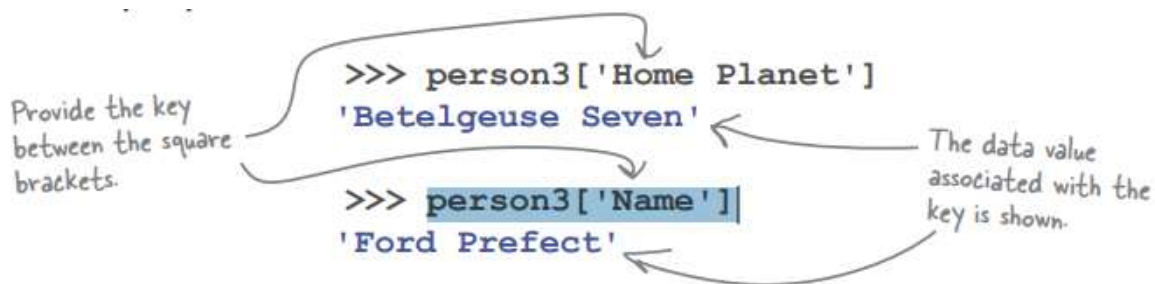 >>> person3['Home Planet']
'Betelgeuse Seven'
Provide the key
between the square
brackets.
The data value
associated with the
key is shown.
>>> person3['Name']
'Ford Prefect'